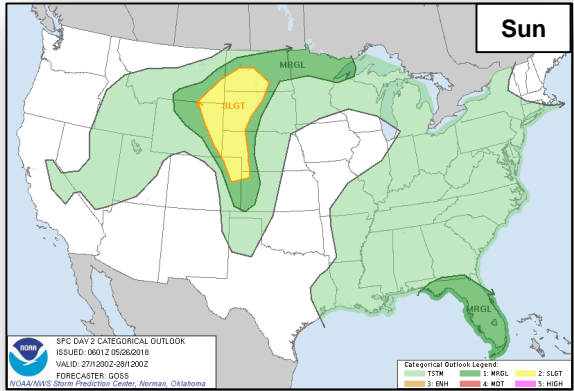 Sun
MRGL
SLGT
MRGL
NOAA
SPC DAY 2 CATEGORICAL OUTLOOK
ISSUED: 0601Z 05/26/2018
VALID: 27/1200Z-28/1200Z
FORECASTER: GOSS
NOAA/NWS Storm Prediction Center, Norman, Oklahoma
Categorical Outlook Legend:
TSTM 1: MRGL 2: SLGT
3: ENH 4: MDT 5: HIGH